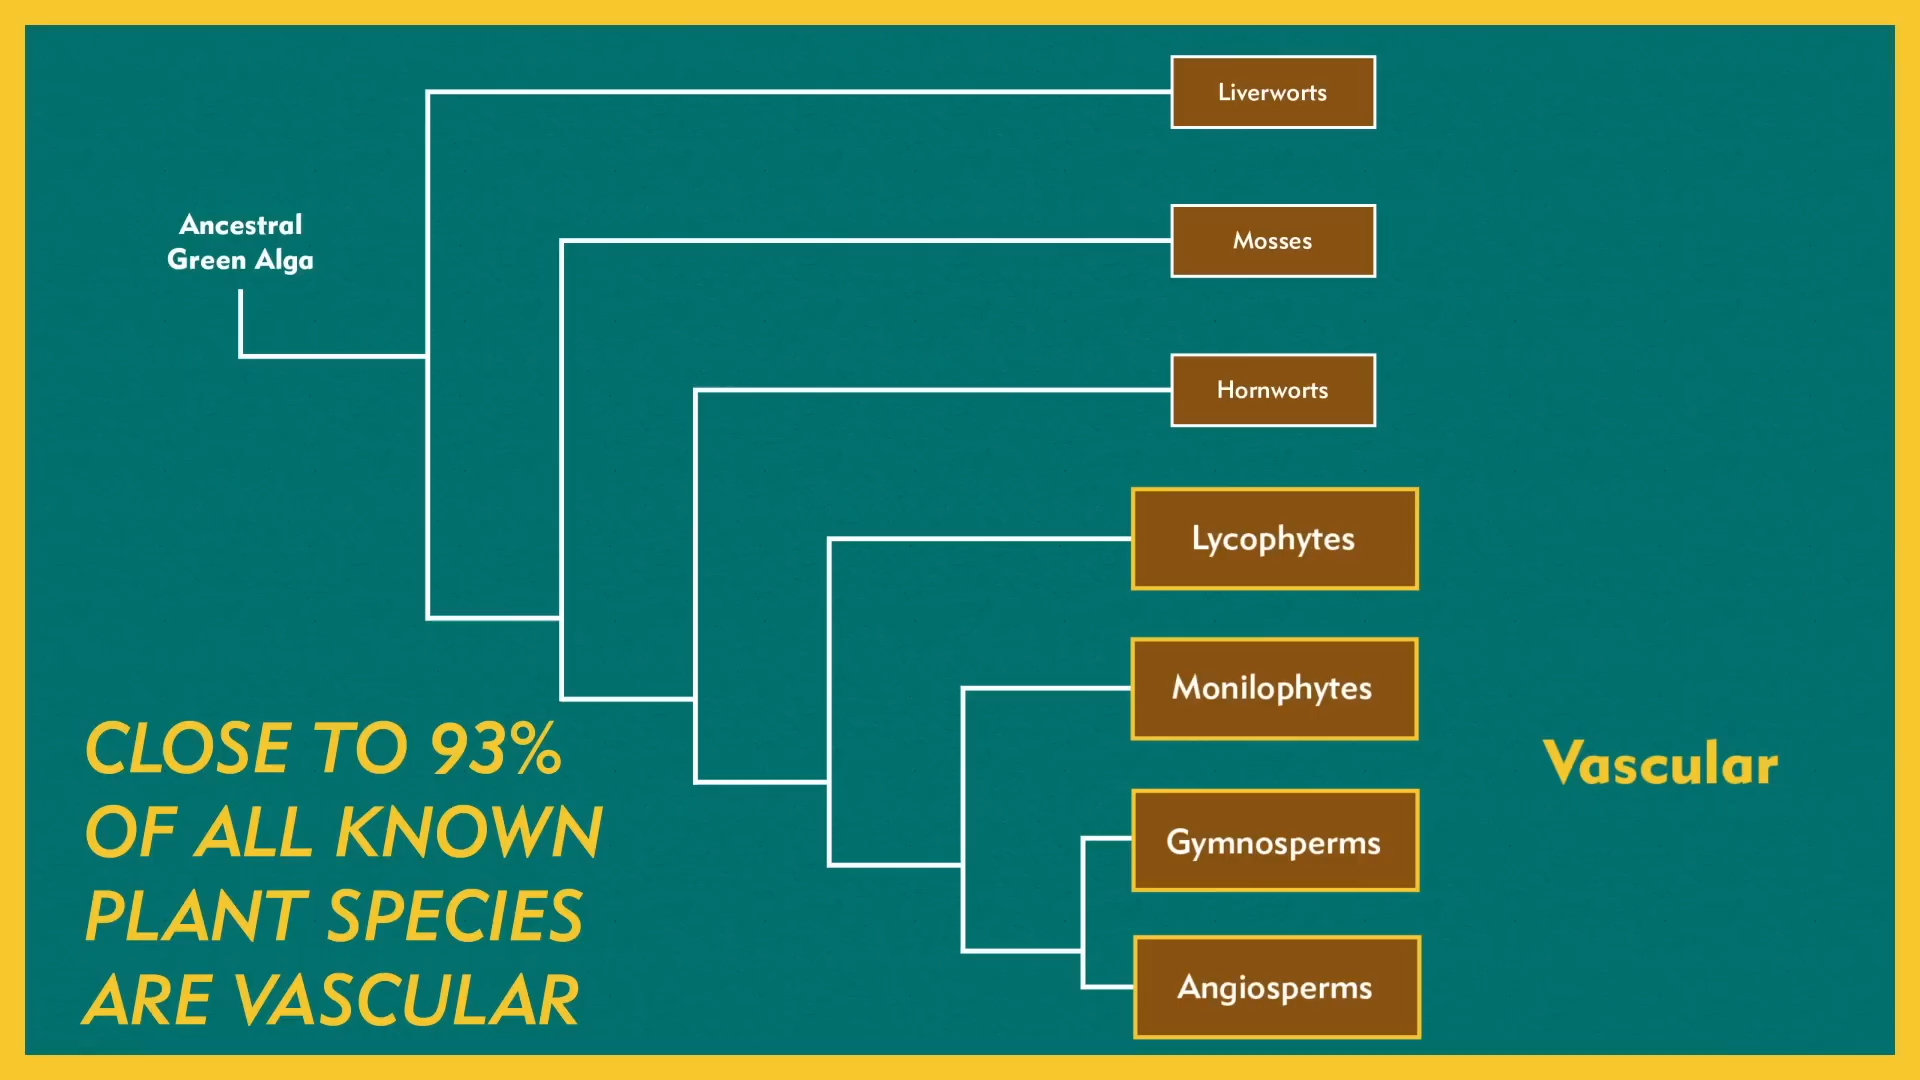 Liverworts
Ancestral
Green Alga
Mosses
Hornworts
Lycophytes
Monilophytes
Vascular
Gymnosperms
Angiosperms
CLOSE TO 93%
OF ALL KNOWN
PLANT SPECIES
ARE VASCULAR